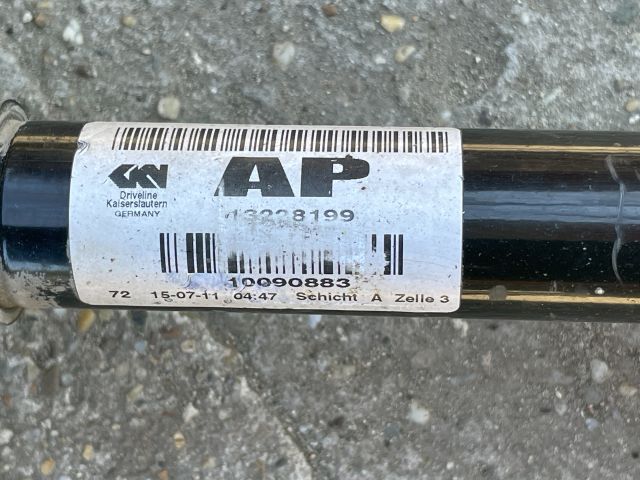 GKN
AP
Driveline
Kaiserslautern
GERMANY
13228199
10090883
72 15-07-11 04:47 Schicht A Zelle 3